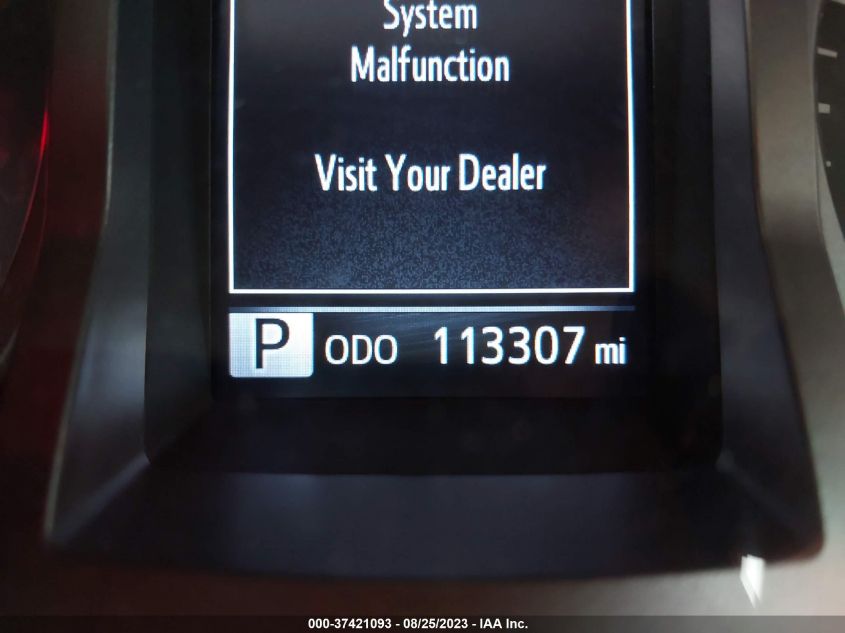 System
Malfunction
Visit Your Dealer
P ODO 113307 mi
000-37421093 - 08/25/2023 - IAA Inc.